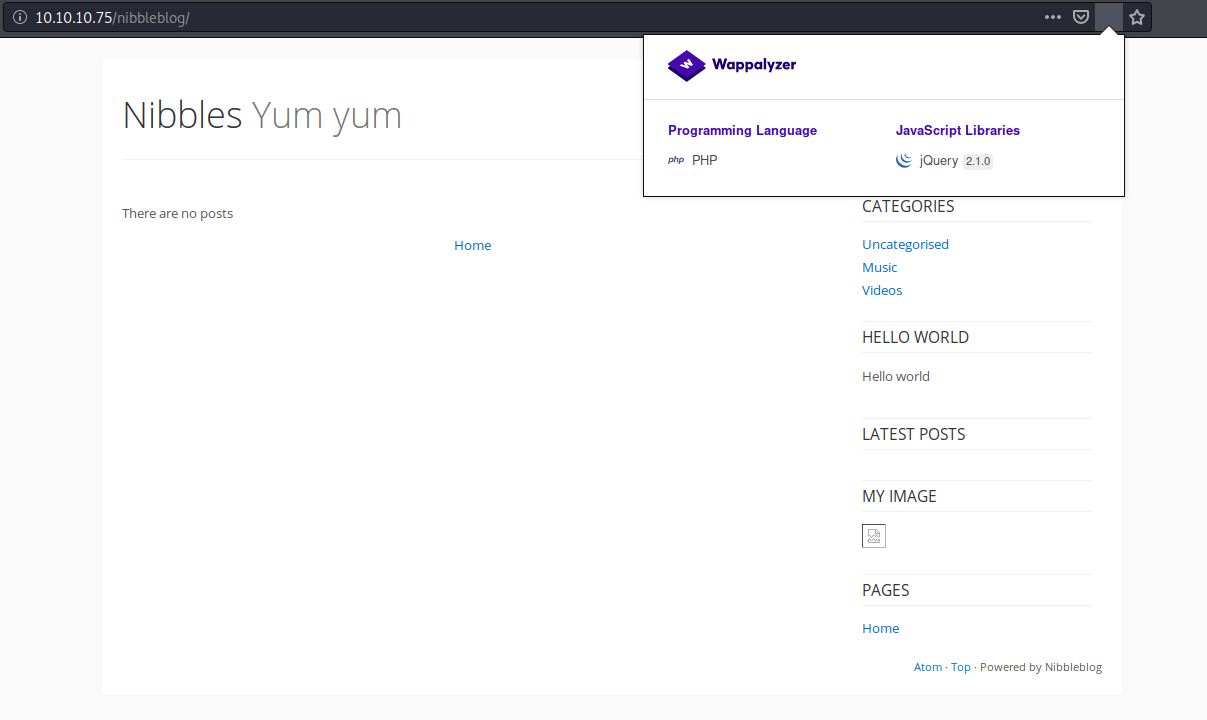 10.10.10.75/nibbleblog/
Wappalyzer
Programming Language
php PHP
JavaScript Libraries
jQuery 2.1.0
Nibbles Yum yum
There are no posts
Home
CATEGORIES
Uncategorised
Music
Videos
HELLO WORLD
Hello world
LATEST POSTS
MY IMAGE
PAGES
Home
Atom · Top · Powered by Nibbleblog